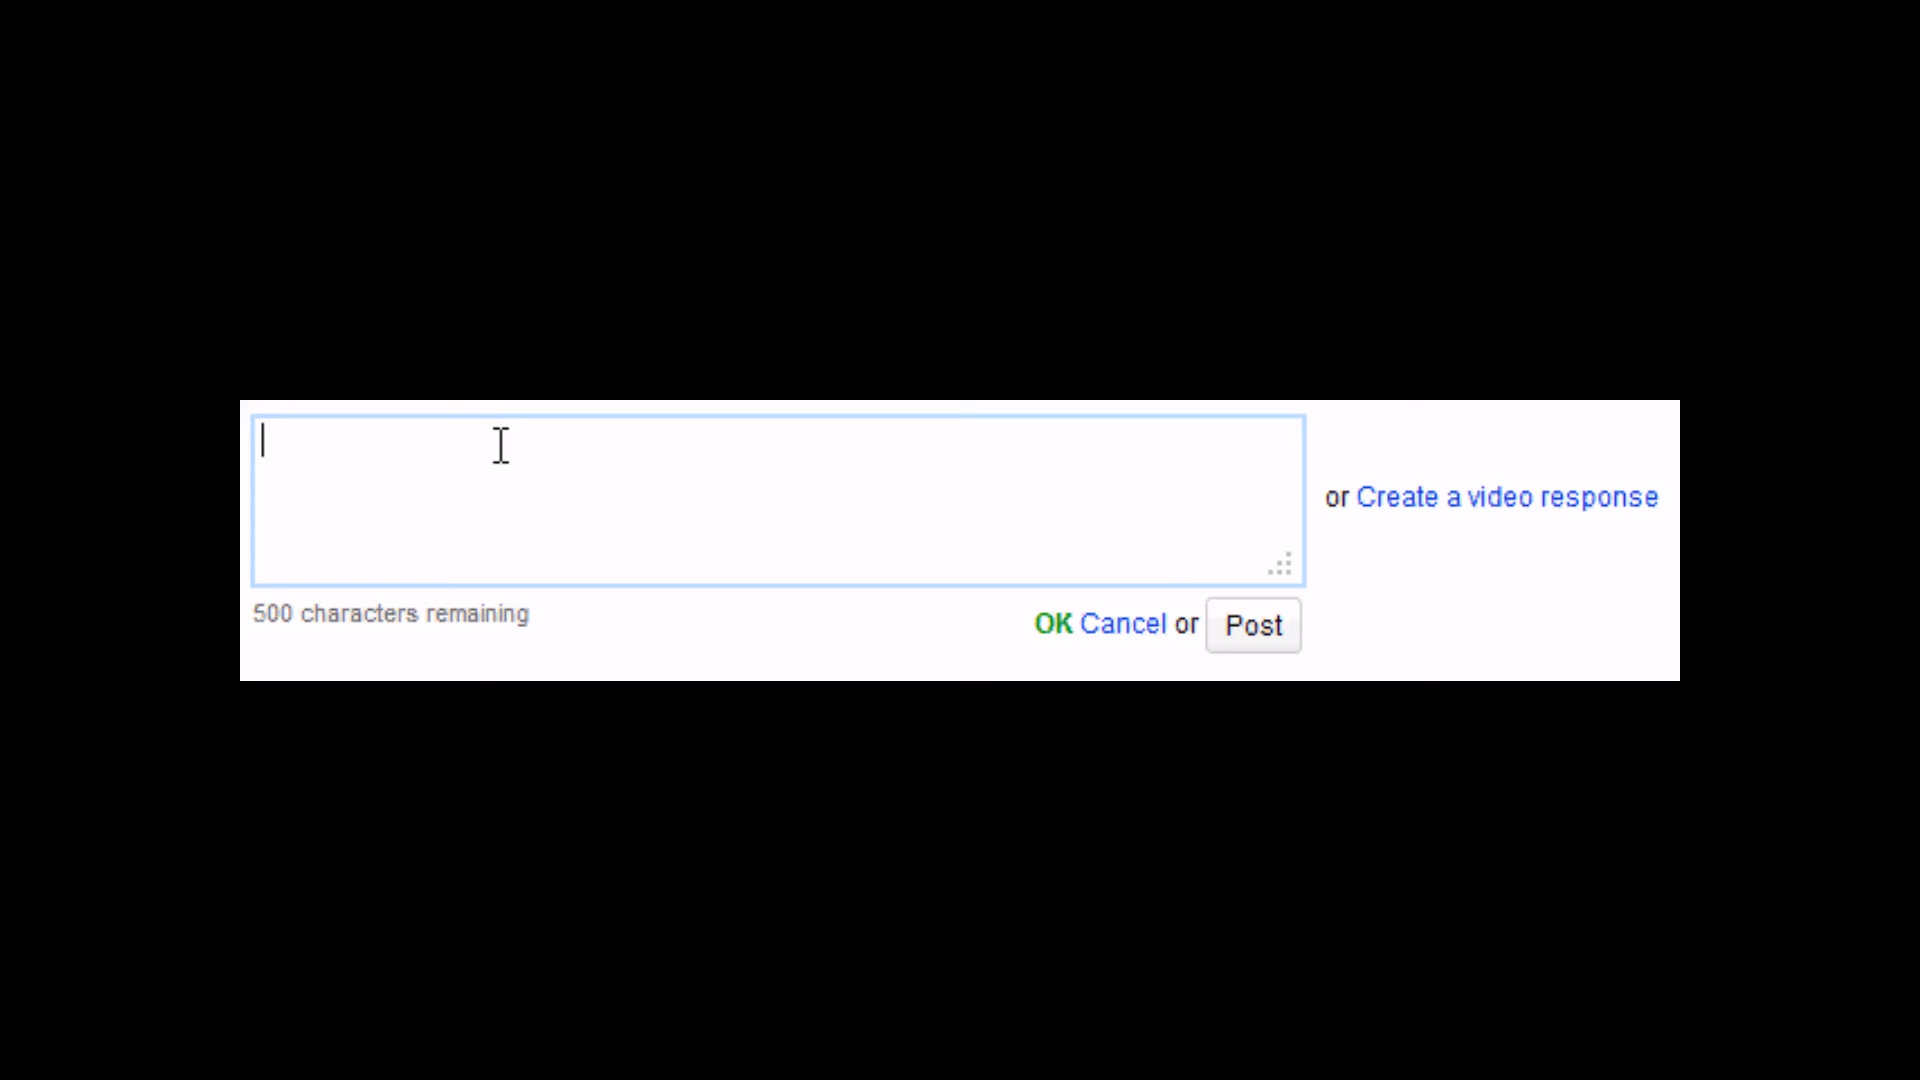 or Create a video response
500 characters remaining
OK Cancel or Post